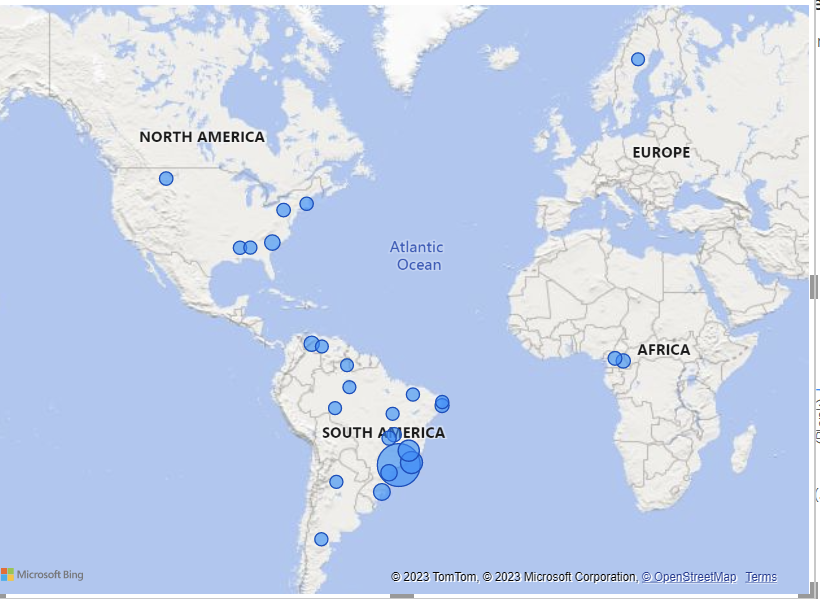 NORTH AMERICA
EUROPE
Atlantic
Ocean
AFRICA
SOUTH AMERICA
Microsoft Bing
© 2023 TomTom, © 2023 Microsoft Corporation, © OpenStreetMap Terms